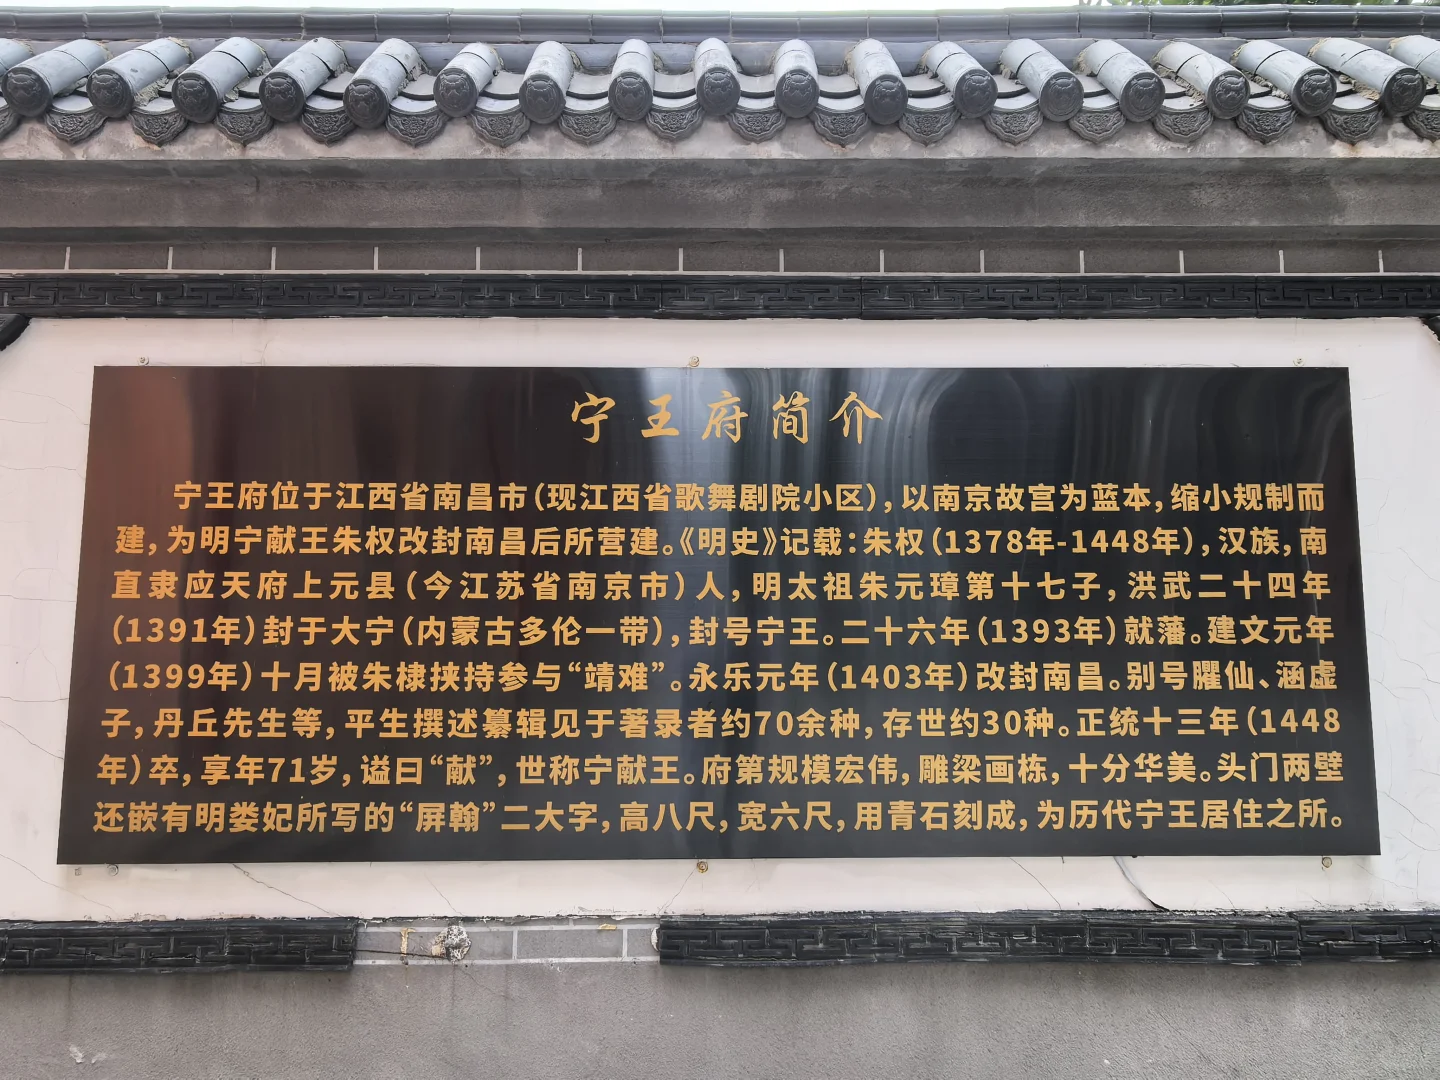 宁王府简介
宁王府位于江西省南昌市(现江西省歌舞剧院小区),以南京故宫为蓝本,缩小规制而
建,为明宁献王朱权改封南昌后所营建。《明史》记载:朱权(1378年-1448年),汉族,南
直隶应天府上元县(今江苏省南京市)人,明太祖朱元璋第十七子,洪武二十四年
(1391年)封于大宁(内蒙古多伦一带),封号宁王。二十六年(1393年)就藩。建文元年
(1399年)十月被朱棣挟持参与“靖难”。永乐元年(1403年)改封南昌。别号臞仙、涵虚
子,丹丘先生等,平生撰述纂辑见于著录者约70余种,存世约30种。正统十三年(1448
年)卒,享年71岁,谥曰“献”,世称宁献王。府第规模宏伟,雕梁画栋,十分华美。头门两壁
还嵌有明娄妃所写的“屏翰”二大字,高八尺,宽六尺,用青石刻成,为历代宁王居住之所。